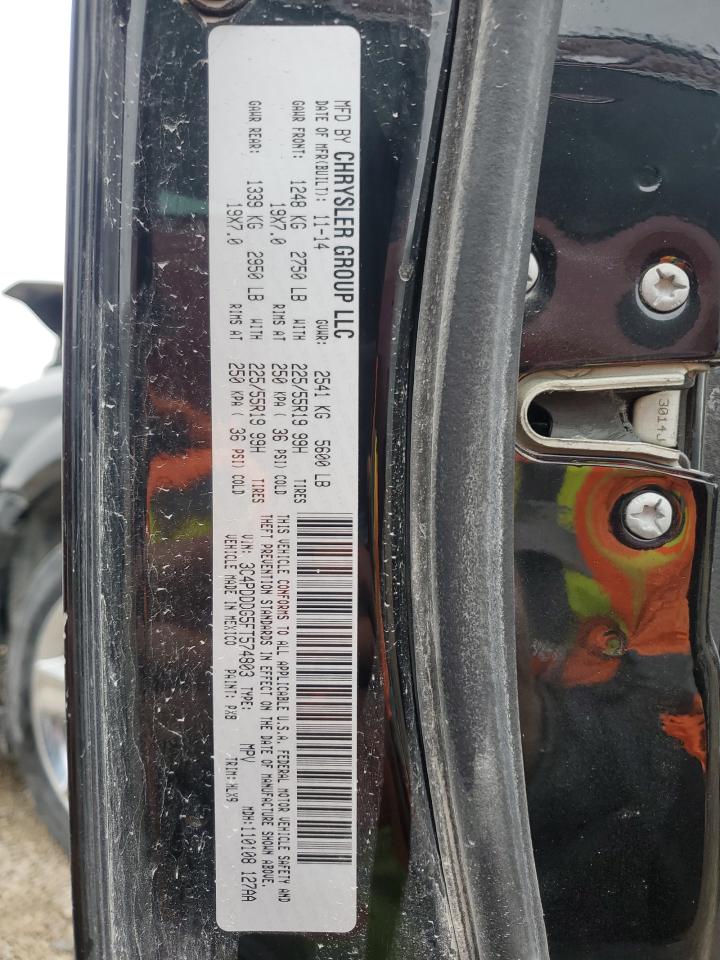 MFD BY CHRYSLER GROUP LLC
DATE OF MFR(BUILT): 11-14 GVWR: 2541 KG 5600 LB
GAWR FRONT: 1248 KG 2750 LB WITH 225/55R19 99H TIRES
19X7.0 RIMS AT 250 KPA ( 36 PSI) COLD
GAWR REAR: 1339 KG 2950 LB WITH 225/55R19 99H TIRES
19X7.0 RIMS AT 250 KPA ( 36 PSI) COLD
THIS VEHICLE CONFORMS TO ALL APPLICABLE U.S.A. FEDERAL MOTOR VEHICLE SAFETY AND
THEFT PREVENTION STANDARDS IN EFFECT ON THE DATE OF MANUFACTURE SHOWN ABOVE.
VIN: 3C4PDDDG5FT574803 TYPE: MPV MDH:110108 127AA
VEHICLE MADE IN MEXICO PAINT: PX8 TRIM: MLX9